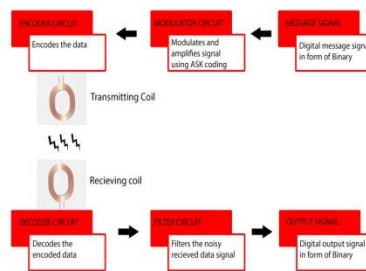 ENCODER CIRCUIT
Encodes the data
MODULATOR CIRCUIT
Modulates and
amplifies signal
using ASK coding
MESSAGE SIGNAL
Digital message signa
in form of Binary
Transmitting Coil
Recieving coil
DECODER CIRCUIT
Decodes the
encoded data
FILTER CIRCUIT
Filters the noisy
recieved data signal
OUTPUT SIGNAL
Digital output signal
in form of Binary